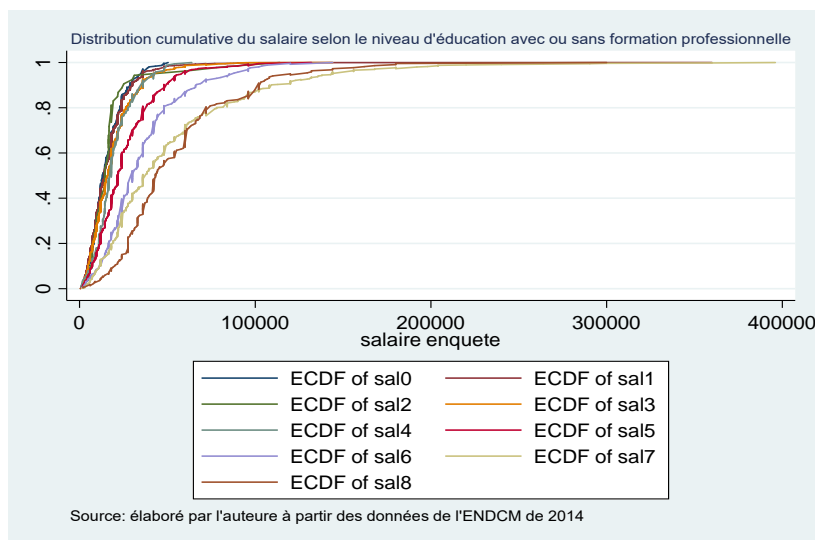 Distribution cumulative du salaire selon le niveau d'éducation avec ou sans formation professionnelle
1
.8
.6
.4
.2
0
0 100000 200000 300000 400000
salaire enquete
ECDF of sal0 ECDF of sal1
ECDF of sal2 ECDF of sal3
ECDF of sal4 ECDF of sal5
ECDF of sal6 ECDF of sal7
ECDF of sal8
Source: élaboré par l'auteure à partir des données de l'ENDCM de 2014